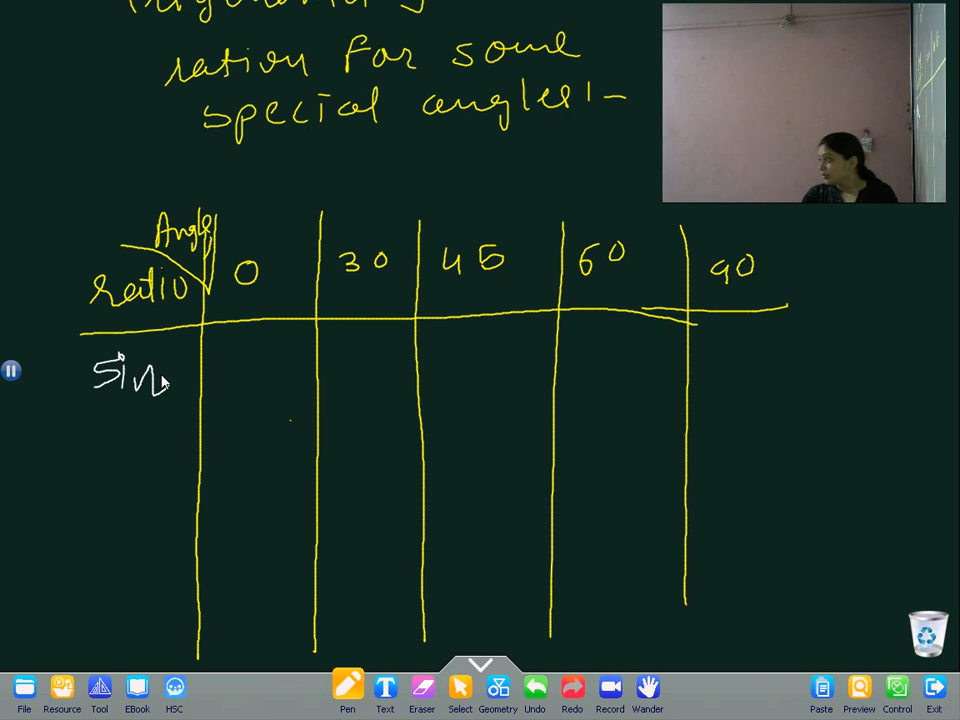 ration for some
special angles :-
Angle
ratio 0 30 45 60 90
Sin
File Resource Tool EBook HSC Pen Text Eraser Select Geometry Undo Redo Record Wander Paste Preview Control Exit